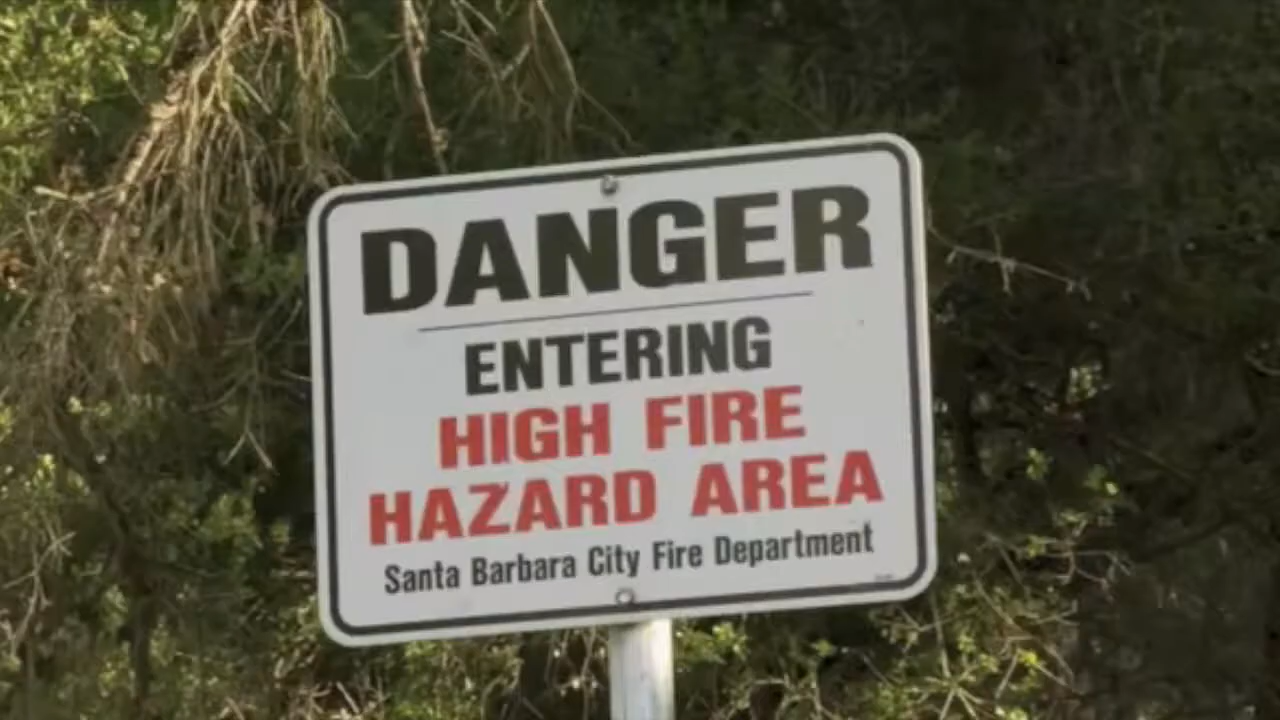 DANGER
ENTERING
HIGH FIRE
HAZARD AREA
Santa Barbara City Fire Department